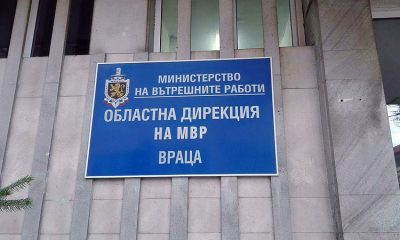 МИНИСТЕРСТВО
НА ВЪТРЕШНИТЕ РАБОТИ
ОБЛАСТНА ДИРЕКЦИЯ
НА МВР
ВРАЦА